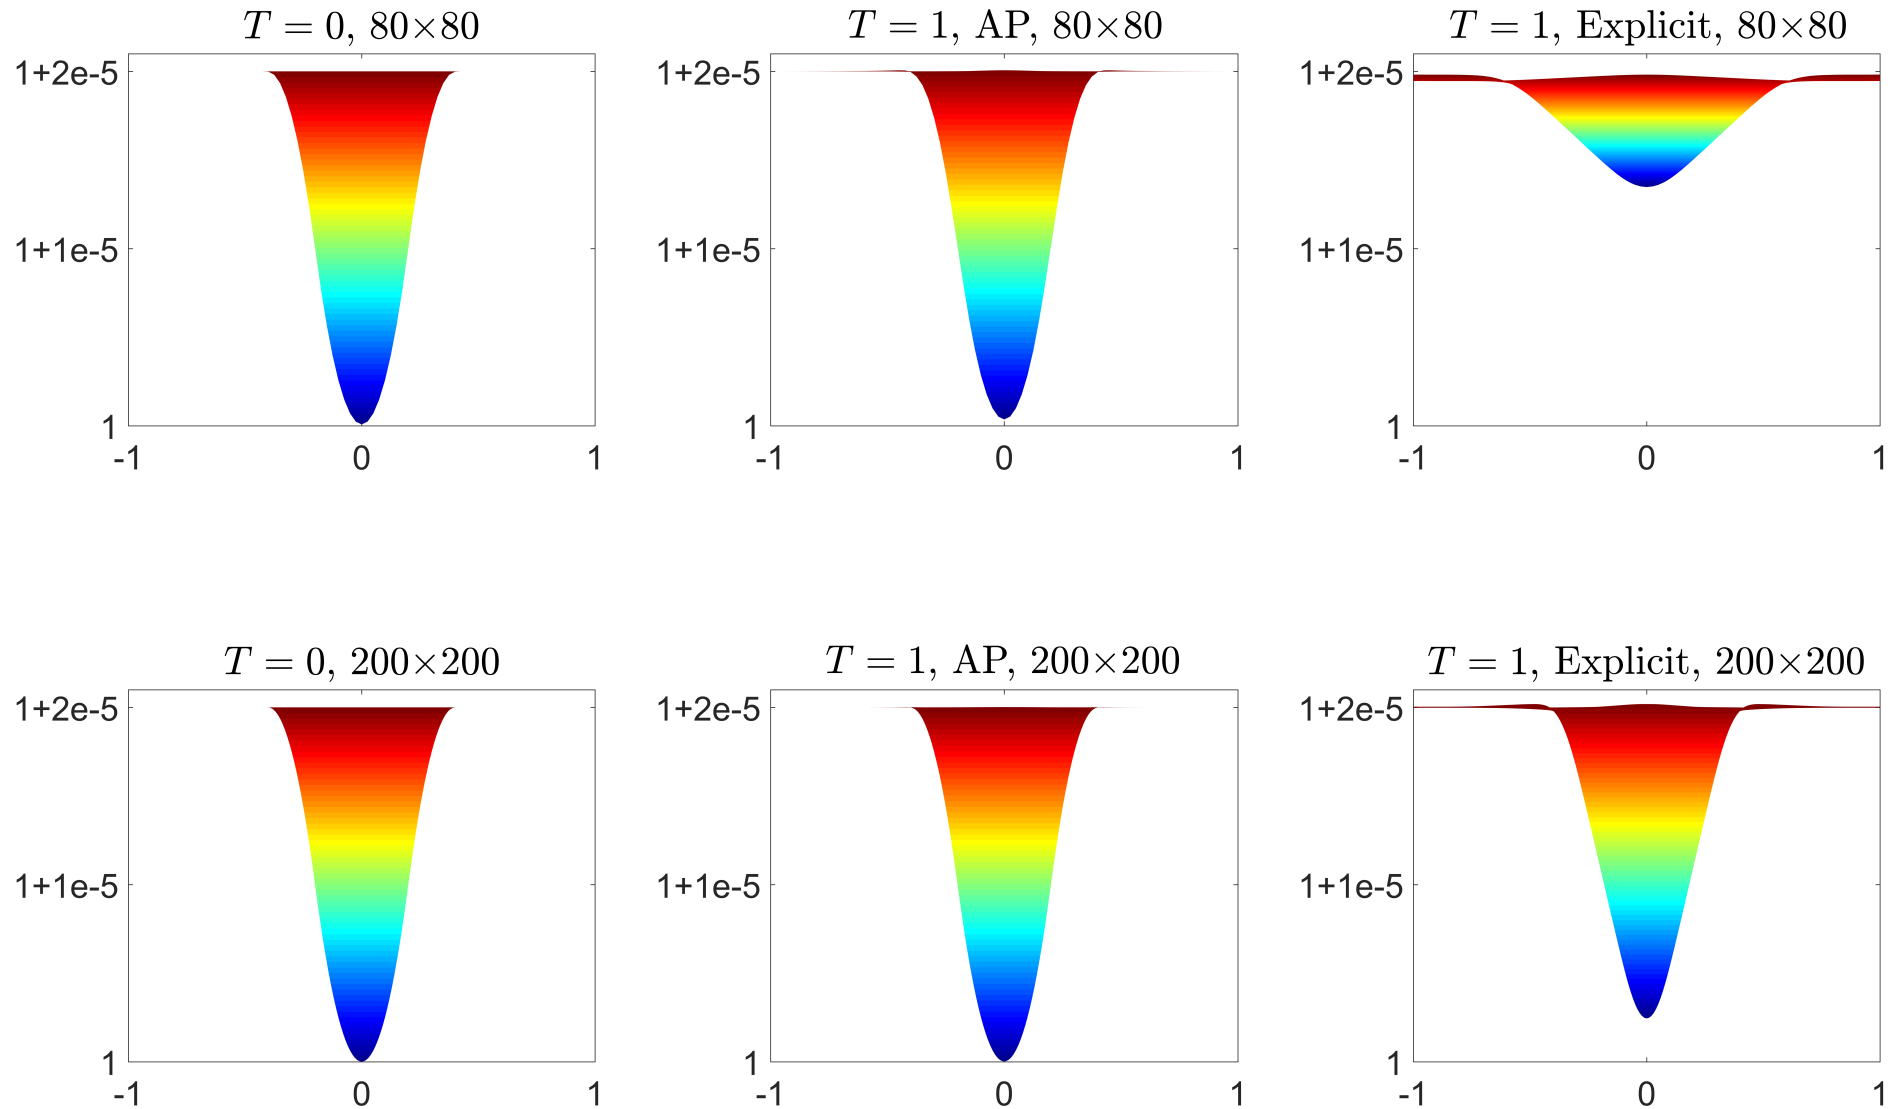 T = 0, 80×80
1+2e-5
1+1e-5
1
-1 0 1
T = 1, AP, 80×80
1+2e-5
1+1e-5
1
-1 0 1
T = 1, Explicit, 80×80
1+2e-5
1+1e-5
1
-1 0 1
T = 0, 200×200
1+2e-5
1+1e-5
1
-1 0 1
T = 1, AP, 200×200
1+2e-5
1+1e-5
1
-1 0 1
T = 1, Explicit, 200×200
1+2e-5
1+1e-5
1
-1 0 1